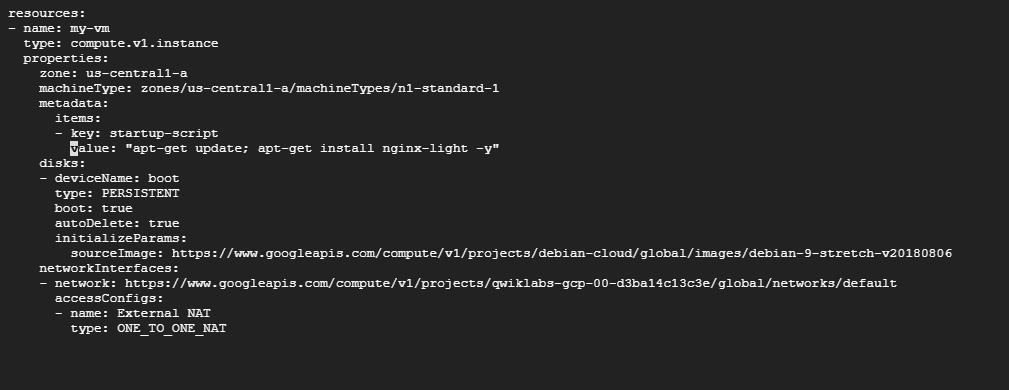 resources:
- name: my-vm
  type: compute.v1.instance
  properties:
    zone: us-central1-a
    machineType: zones/us-central1-a/machineTypes/n1-standard-1
    metadata:
      items:
      - key: startup-script
        value: "apt-get update; apt-get install nginx-light -y"
    disks:
    - deviceName: boot
      type: PERSISTENT
      boot: true
      autoDelete: true
      initializeParams:
        sourceImage: https://www.googleapis.com/compute/v1/projects/debian-cloud/global/images/debian-9-stretch-v20180806
    networkInterfaces:
    - network: https://www.googleapis.com/compute/v1/projects/qwiklabs-gcp-00-d3ba14c13c3e/global/networks/default
      accessConfigs:
      - name: External NAT
        type: ONE_TO_ONE_NAT